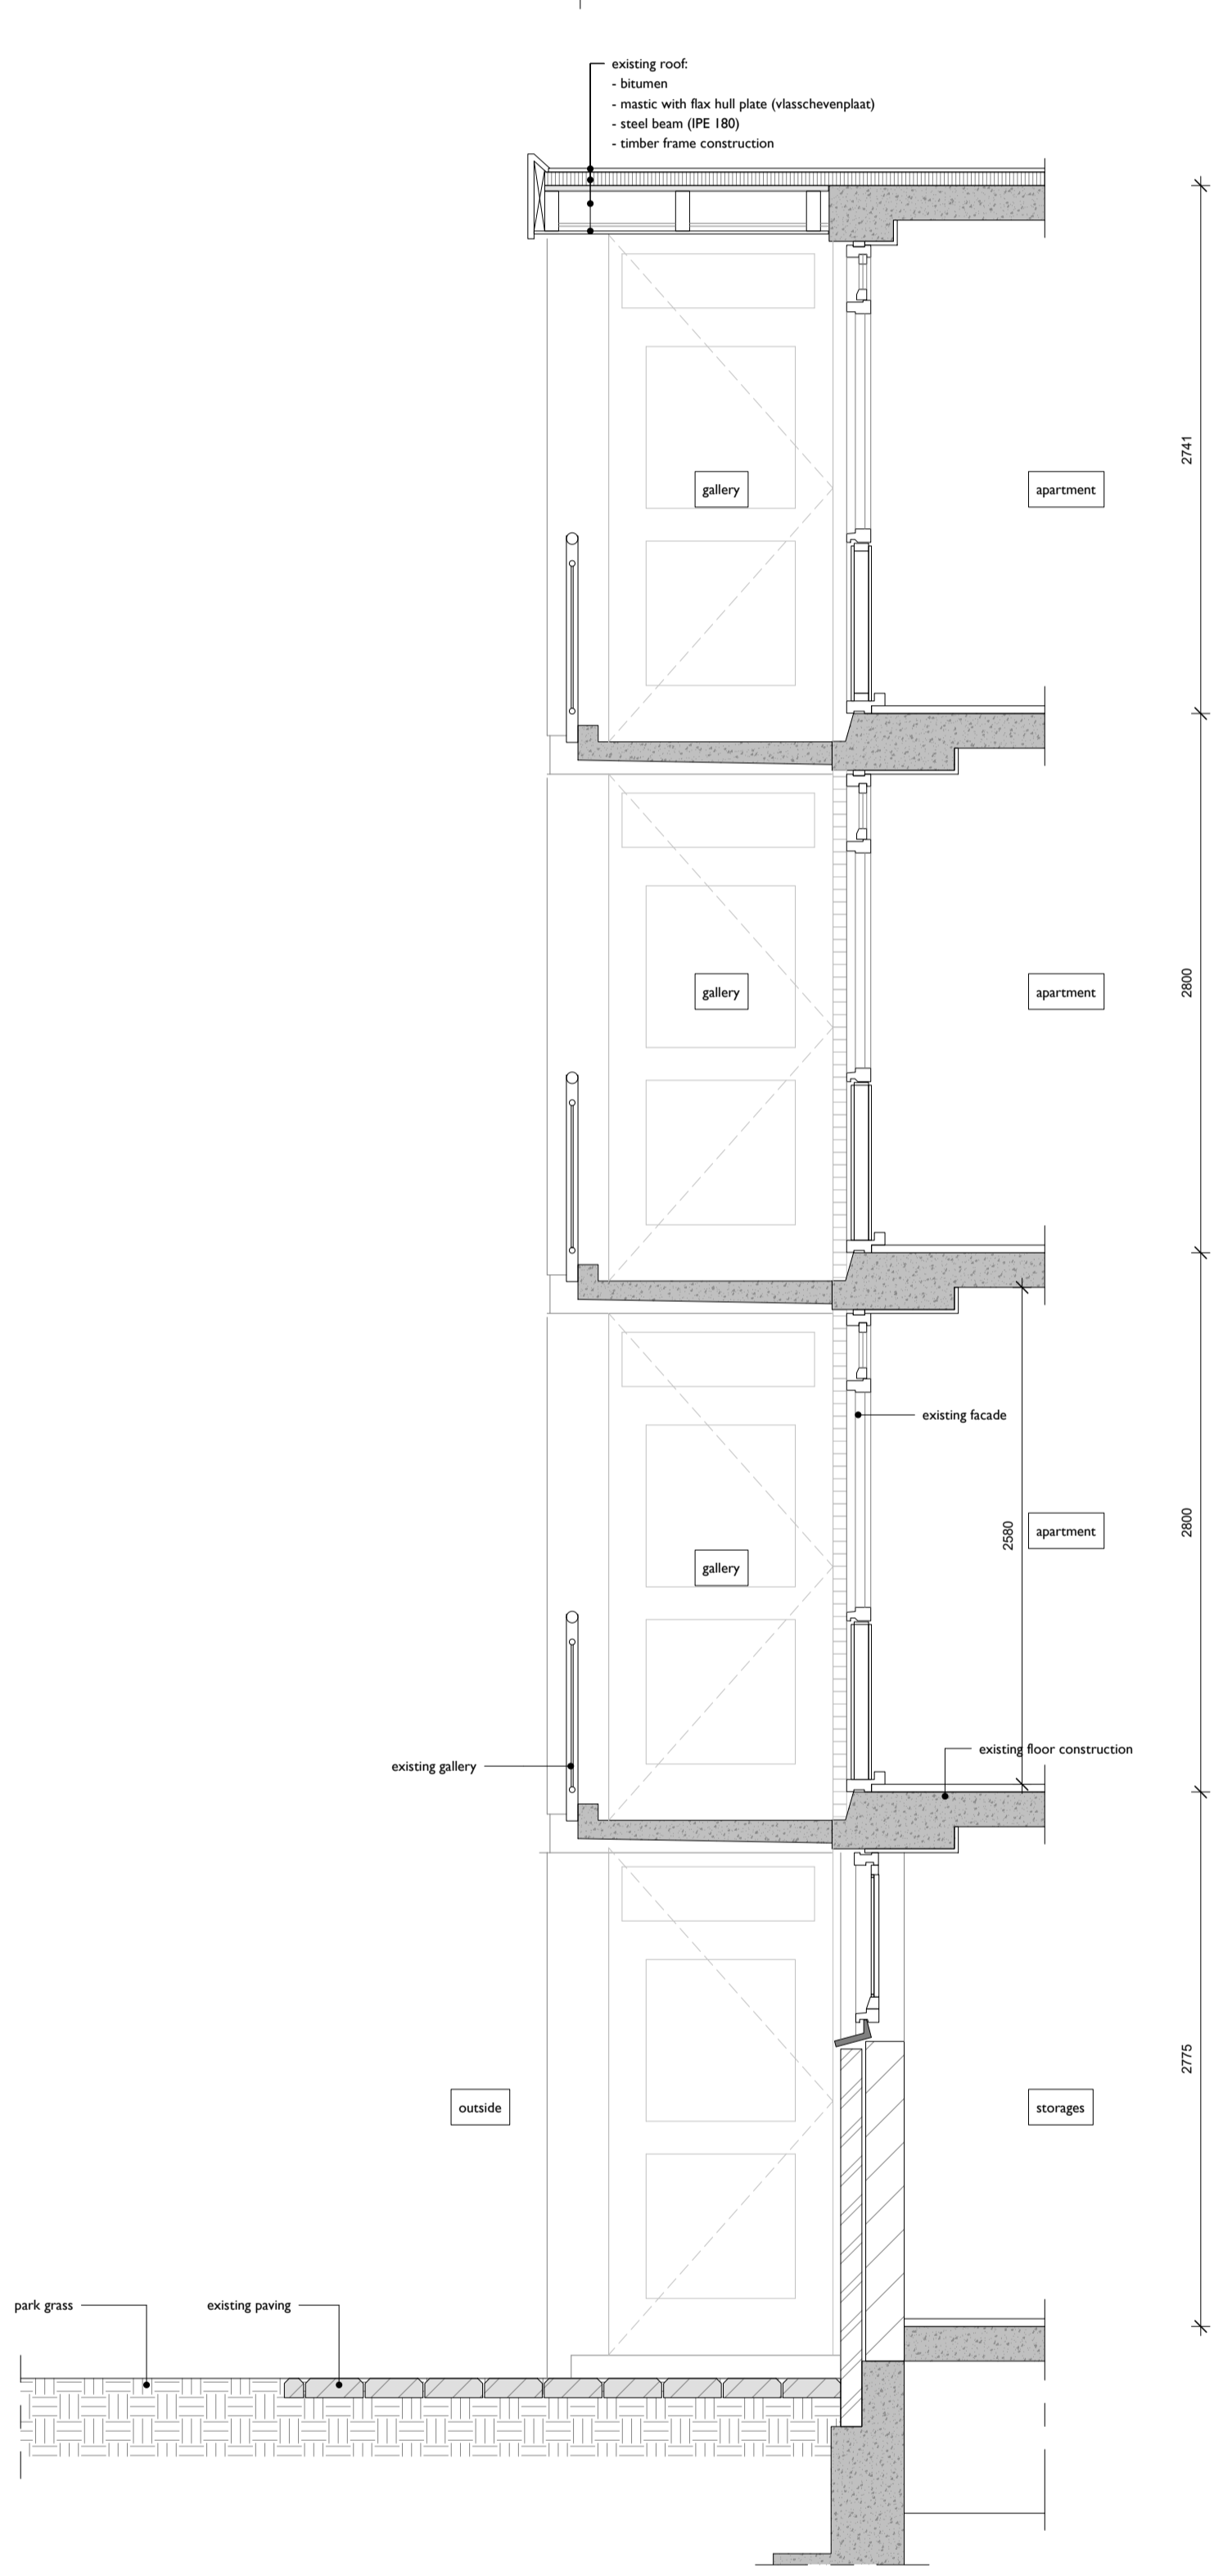 existing roof:
- bitumen
- mastic with flax hull plate (vlasschevenplaat)
- steel beam (IPE 180)
- timber frame construction
2741
gallery
apartment
2800
gallery
apartment
existing facade
2800
2580
apartment
gallery
existing floor construction
existing gallery
2775
outside
storages
park grass
existing paving